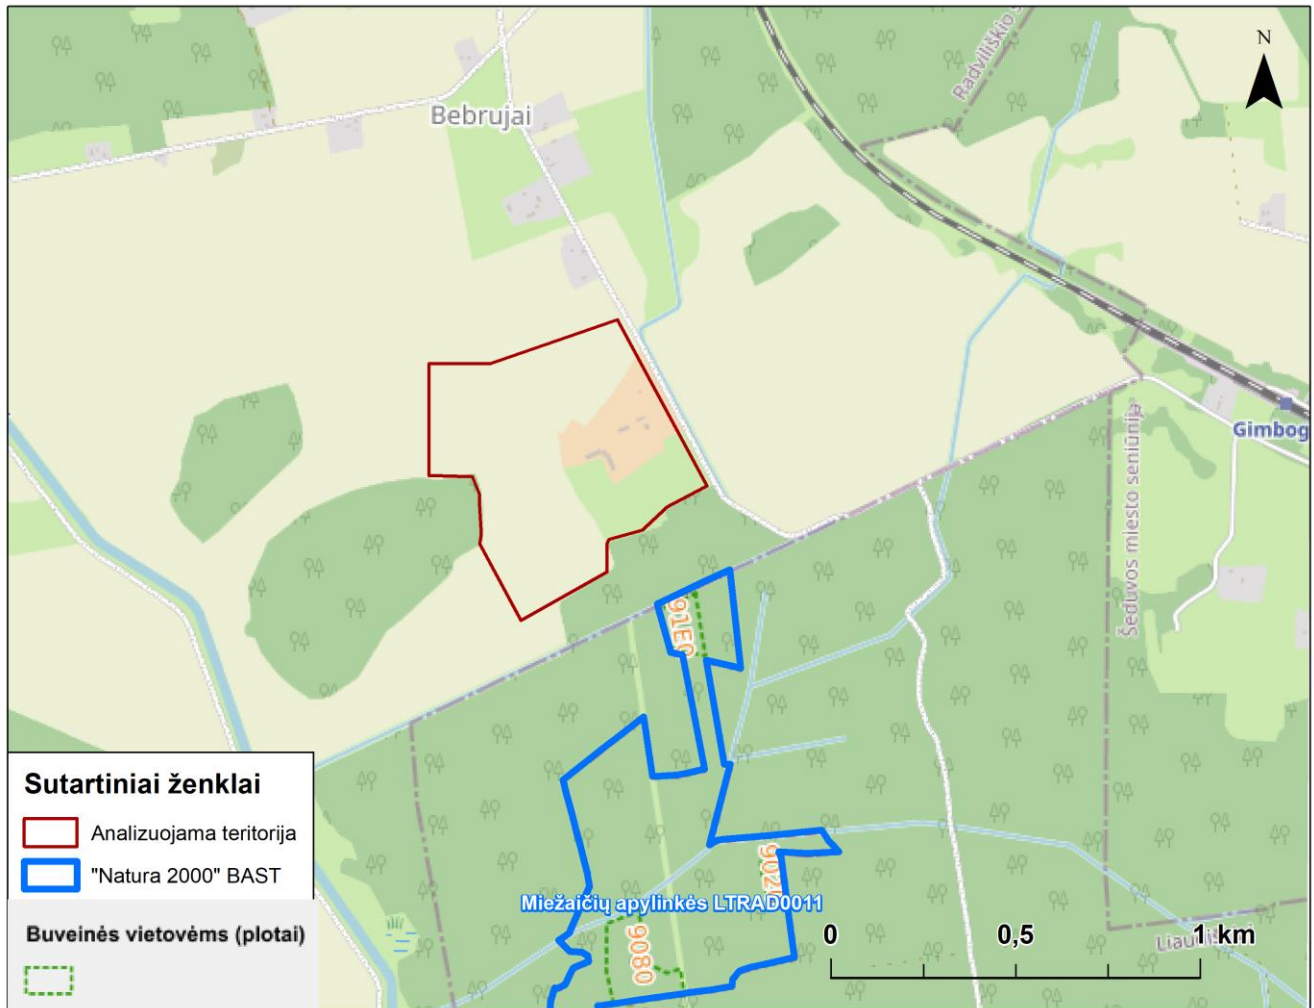 N
Radviliškio
Bebrujai
Gimbog
Šeduvos miesto seniūnija
91E0
9020
Miežaičių apylinkės LTRAD0011
9080
0 0,5 1 km
Sutartiniai ženklai
Analizuojama teritorija
"Natura 2000" BAST
Buveinės vietovėms (plotai)